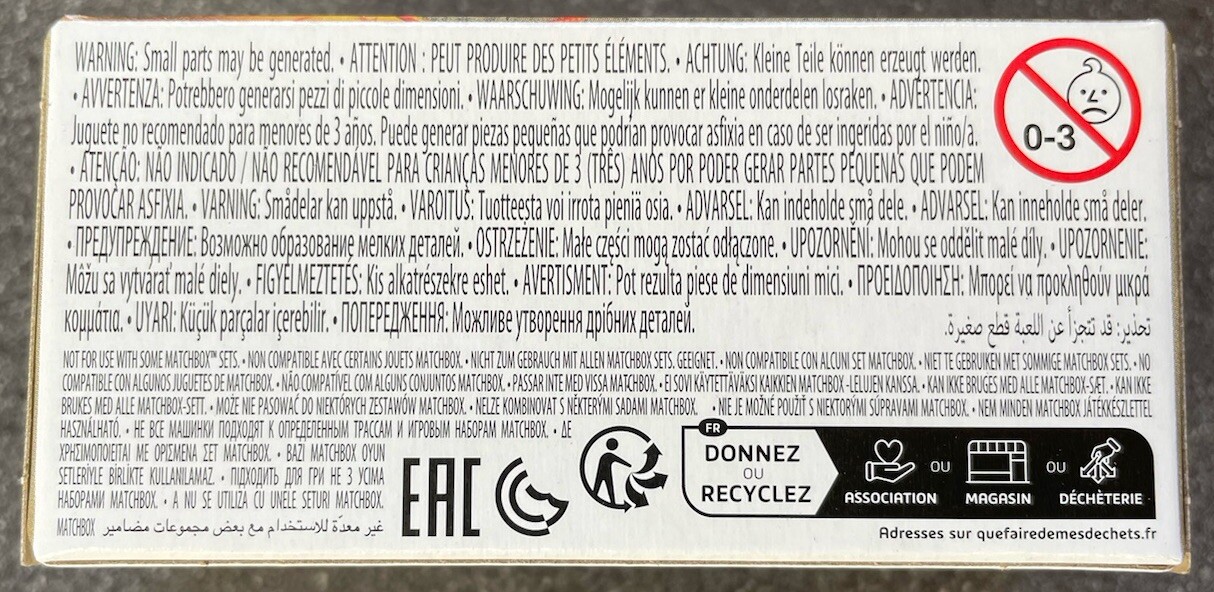 WARNING: Small parts may be generated. • ATTENTION : PEUT PRODUIRE DES PETITS ÉLÉMENTS. • ACHTUNG: Kleine Teile können erzeugt werden.
• AVVERTENZA: Potrebbero generarsi pezzi di piccole dimensioni. • WAARSCHUWING: Mogelijk kunnen er kleine onderdelen losraken. • ADVERTENCIA:
Juguete no recomendado para menores de 3 años. Puede generar piezas pequeñas que podrían provocar asfixia en caso de ser ingeridas por el niño/a.
• ATENÇÃO: NÃO INDICADO / NÃO RECOMENDÁVEL PARA CRIANÇAS MENORES DE 3 (TRÊS) ANOS POR PODER GERAR PARTES PEQUENAS QUE PODEM
PROVOCAR ASFIXIA. • VARNING: Smådelar kan uppstå. • VAROITUS: Tuotteesta voi irrota pieniä osia. • ADVARSEL: Kan indeholde små dele. • ADVARSEL: Kan inneholde små deler.
• ПРЕДУПРЕЖДЕНИЕ: Возможно образование мелких деталей. • OSTRZEŻENIE: Małe części mogą zostać odłączone. • UPOZORNĚNÍ: Mohou se oddělit malé díly. • UPOZORNENIE:
Môžu sa vytvárať malé diely. • FIGYELMEZTETÉS: Kis alkatrészekre eshet. • AVERTISMENT: Pot rezulta piese de dimensiuni mici. • ΠΡΟΕΙΔΟΠΟΙΗΣΗ: Μπορεί να προκληθούν μικρά
κομμάτια. • UYARI: Küçük parçalar içerebilir. • ПОПЕРЕДЖЕННЯ: Можливе утворення дрібних деталей.
تحذير: قد تتجزأ عن اللعبة قطع صغيرة.
0-3
NOT FOR USE WITH SOME MATCHBOX™ SETS. • NON COMPATIBLE AVEC CERTAINS JOUETS MATCHBOX. • NICHT ZUM GEBRAUCH MIT ALLEN MATCHBOX SETS. GEEIGNET. • NON COMPATIBILE CON ALCUNI SET MATCHBOX. • NIET TE GEBRUIKEN MET SOMMIGE MATCHBOX SETS. • NO
COMPATIBLE CON ALGUNOS JUGUETES DE MATCHBOX. • NÃO COMPATÍVEL COM ALGUNS CONJUNTOS MATCHBOX. • PASSAR INTE MED VISSA MATCHBOX. • EI SOVI KÄYTETTÄVÄKSI KAIKKIEN MATCHBOX -LELUJEN KANSSA. • KAN IKKE BRUGES MED ALLE MATCHBOX-SÆT. • KAN IKKE
BRUKES MED ALLE MATCHBOX-SETT. • MOŻE NIE PASOWAĆ DO NIEKTÓRYCH ZESTAWÓW MATCHBOX. • NELZE KOMBINOVAT S NĚKTERÝMI SADAMI MATCHBOX. • NIE JE MOŽNÉ POUŽIŤ S NIEKTORÝMI SÚPRAVAMI MATCHBOX. • NEM MINDEN MATCHBOX JÁTÉKKÉSZLETTEL
HASZNÁLHATÓ. • НЕ ВСЕ МАШИНКИ ПОДХОДЯТ К ОПРЕДЕЛЕННЫМ ТРАССАМ И ИГРОВЫМ НАБОРАМ MATCHBOX. • ΔΕ
ΧΡΗΣΙΜΟΠΟΙΕΙΤΑΙ ΜΕ ΟΡΙΣΜΕΝΑ ΣΕΤ MATCHBOX. • BAZI MATCHBOX OYUN
SETLERİYLE BİRLİKTE KULLANILAMAZ. • ПІДХОДИТЬ ДЛЯ ГРИ НЕ З УСІМА
НАБОРАМИ MATCHBOX. • A NU SE UTILIZA CU UNELE SETURI MATCHBOX.
غير معدّة للاستخدام مع بعض مجموعات مضامير MATCHBOX
EAC
FR
DONNEZ
OU
RECYCLEZ
ASSOCIATION OU MAGASIN OU DÉCHÈTERIE
Adresses sur quefairedemesdechets.fr